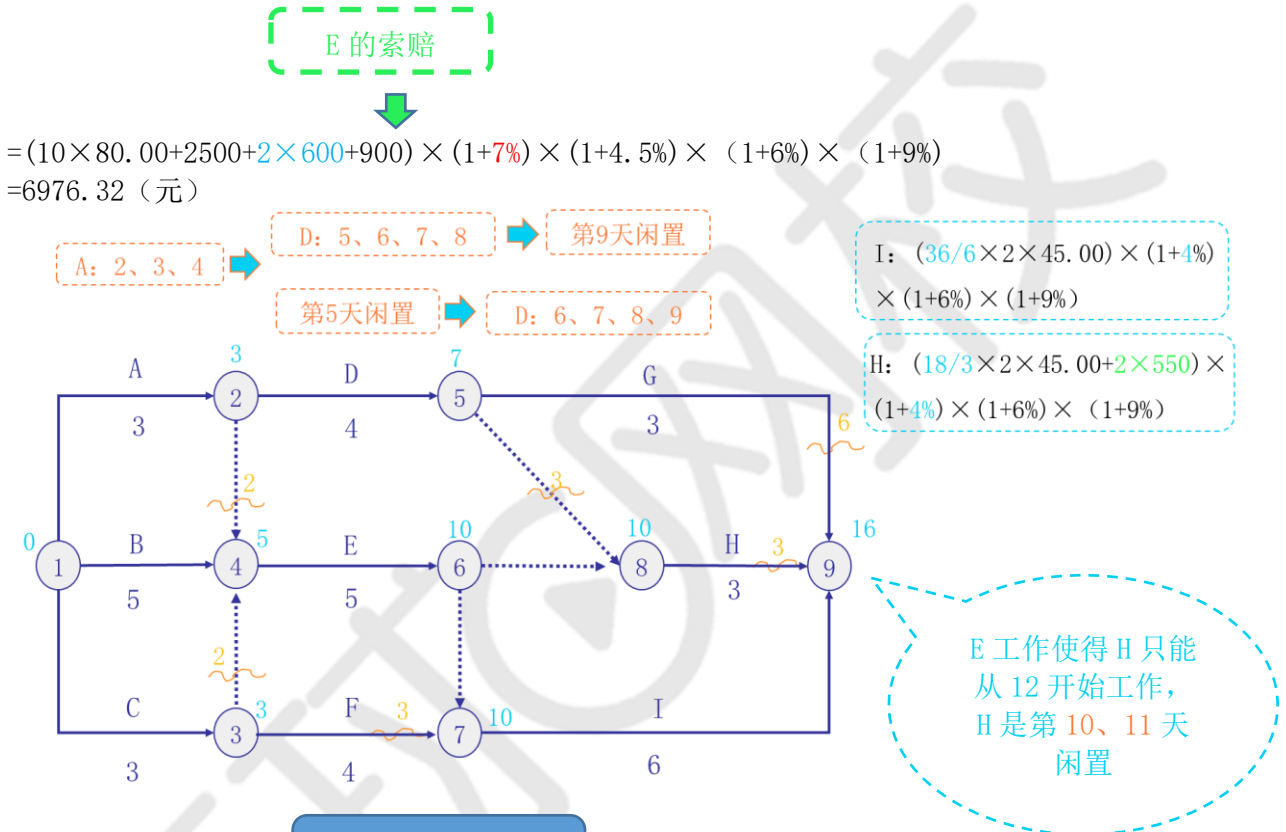 E 的索赔
=(10×80.00+2500+2×600+900)×(1+7%)×(1+4.5%)×（1+6%)×（1+9%)
=6976.32（元）
A：2、3、4
D：5、6、7、8
第9天闲置
第5天闲置
D：6、7、8、9
I：(36/6×2×45.00)×(1+4%)
×(1+6%)×(1+9%）
H：(18/3×2×45.00+2×550)×
(1+4%)×(1+6%)×（1+9%）
A
3
3
2
D
4
7
5
G
3
6
2
3
0
1
B
5
5
4
E
5
10
6
10
8
H
3
3
16
9
2
C
3
3
3
F
3
4
10
7
I
6
E 工作使得 H 只能
从 12 开始工作，
H 是第 10、11 天
闲置
环球网校